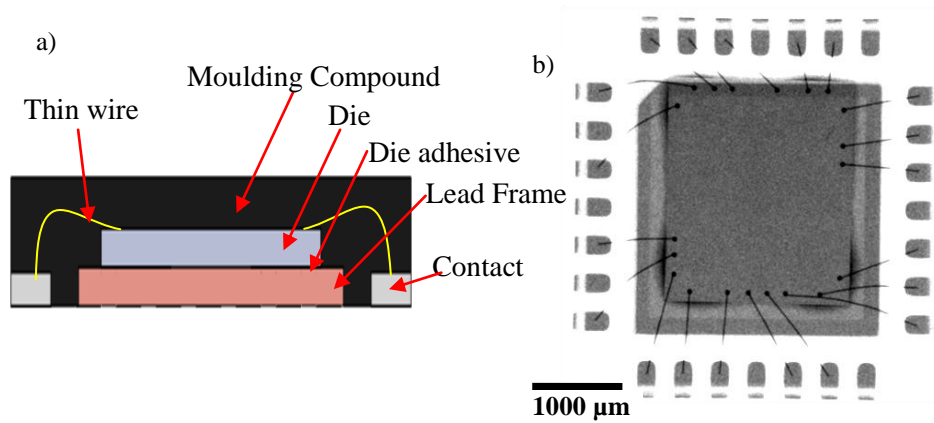 a)
Moulding Compound
Thin wire
Die
Die adhesive
Lead Frame
Contact
b)
1000 µm